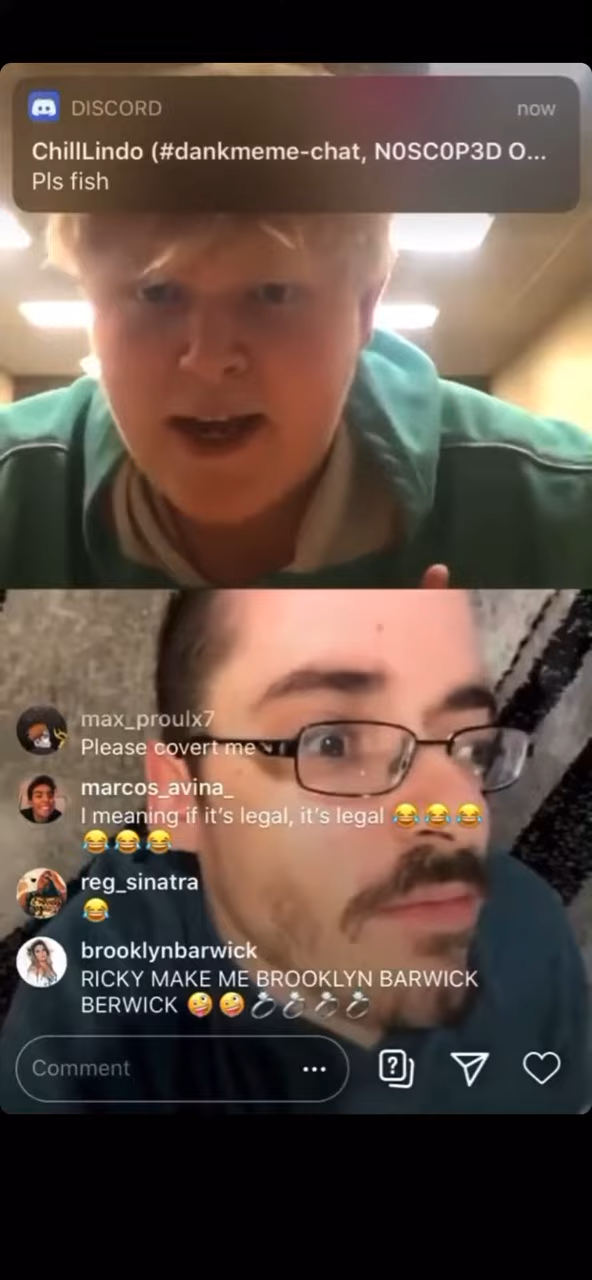 DISCORD now
ChillLindo (#dankmeme-chat, N0SC0P3D O...
Pls fish
max_proulx7
Please covert me
marcos_avina_
I meaning if it's legal, it's legal 😂😂😂
😂😂😂
reg_sinatra
😂
brooklynbarwick
RICKY MAKE ME BROOKLYN BARWICK
BERWICK 🤪🤪💍💍💍💍
Comment ...